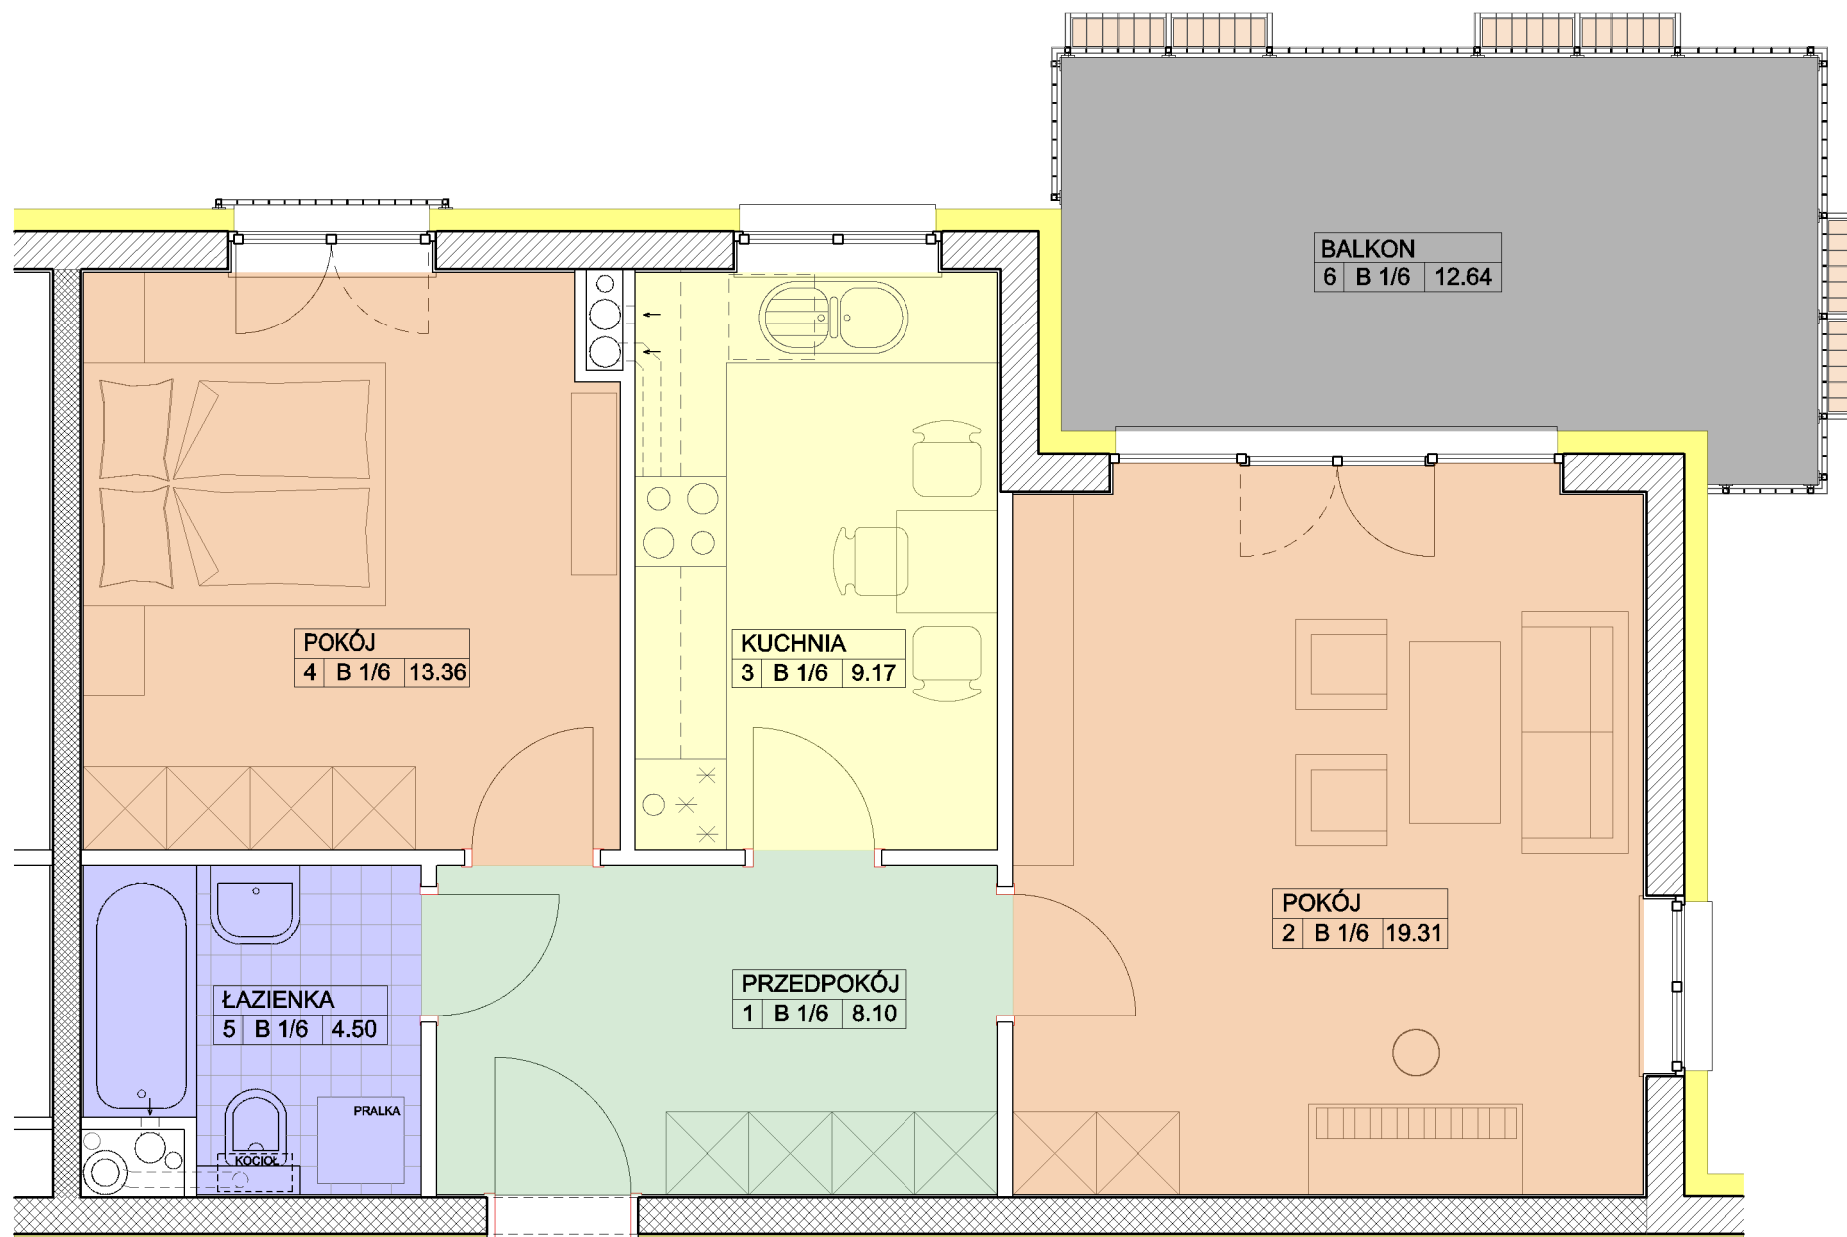 BALKON
6 B 1/6 12.64
POKÓJ
4 B 1/6 13.36
KUCHNIA
3 B 1/6 9.17
POKÓJ
2 B 1/6 19.31
PRZEDPOKÓJ
1 B 1/6 8.10
ŁAZIENKA
5 B 1/6 4.50
PRALKA
KOCIOŁ